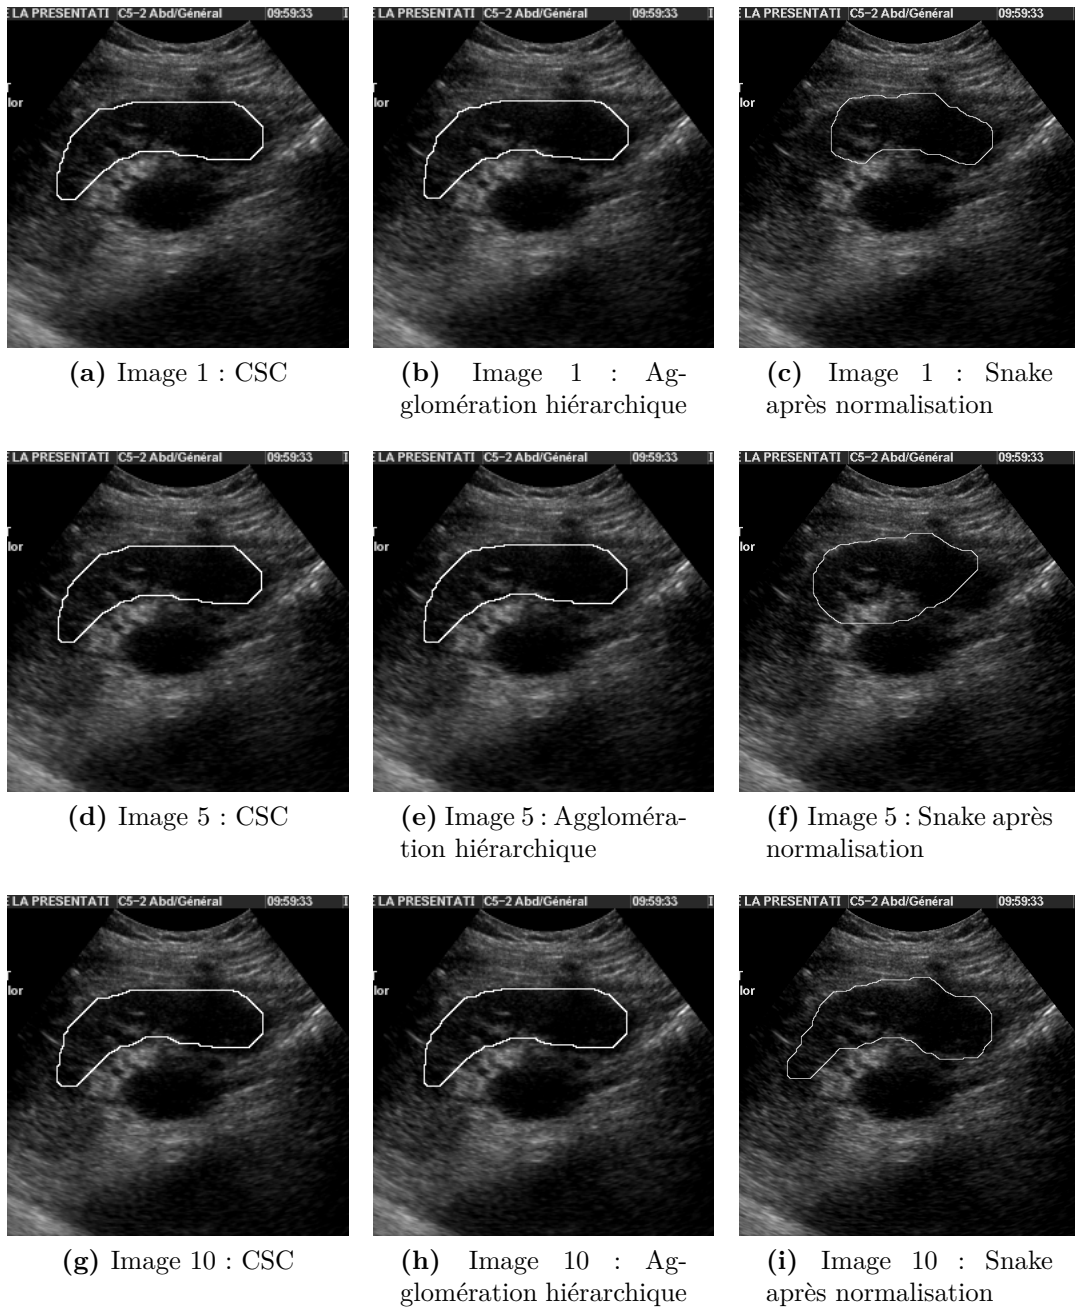 E LA PRESENTATI C5-2 Abd/Général 09:59:33 I
E LA PRESENTATI C5-2 Abd/Général 09:59:33 I
E LA PRESENTATI C5-2 Abd/Général 09:59:33
T
lor
T
lor
T
lor
(a) Image 1 : CSC
(b) Image 1 : Ag-
glomération hiérarchique
(c) Image 1 : Snake
après normalisation
E LA PRESENTATI C5-2 Abd/Général 09:59:33 I
E LA PRESENTATI C5-2 Abd/Général 09:59:33 I
E LA PRESENTATI C5-2 Abd/Général 09:59:33
T
lor
T
lor
T
lor
(d) Image 5 : CSC
(e) Image 5 : Aggloméra-
tion hiérarchique
(f) Image 5 : Snake après
normalisation
E LA PRESENTATI C5-2 Abd/Général 09:59:33 I
E LA PRESENTATI C5-2 Abd/Général 09:59:33 I
E LA PRESENTATI C5-2 Abd/Général 09:59:33
T
lor
T
lor
T
lor
(g) Image 10 : CSC
(h) Image 10 : Ag-
glomération hiérarchique
(i) Image 10 : Snake
après normalisation